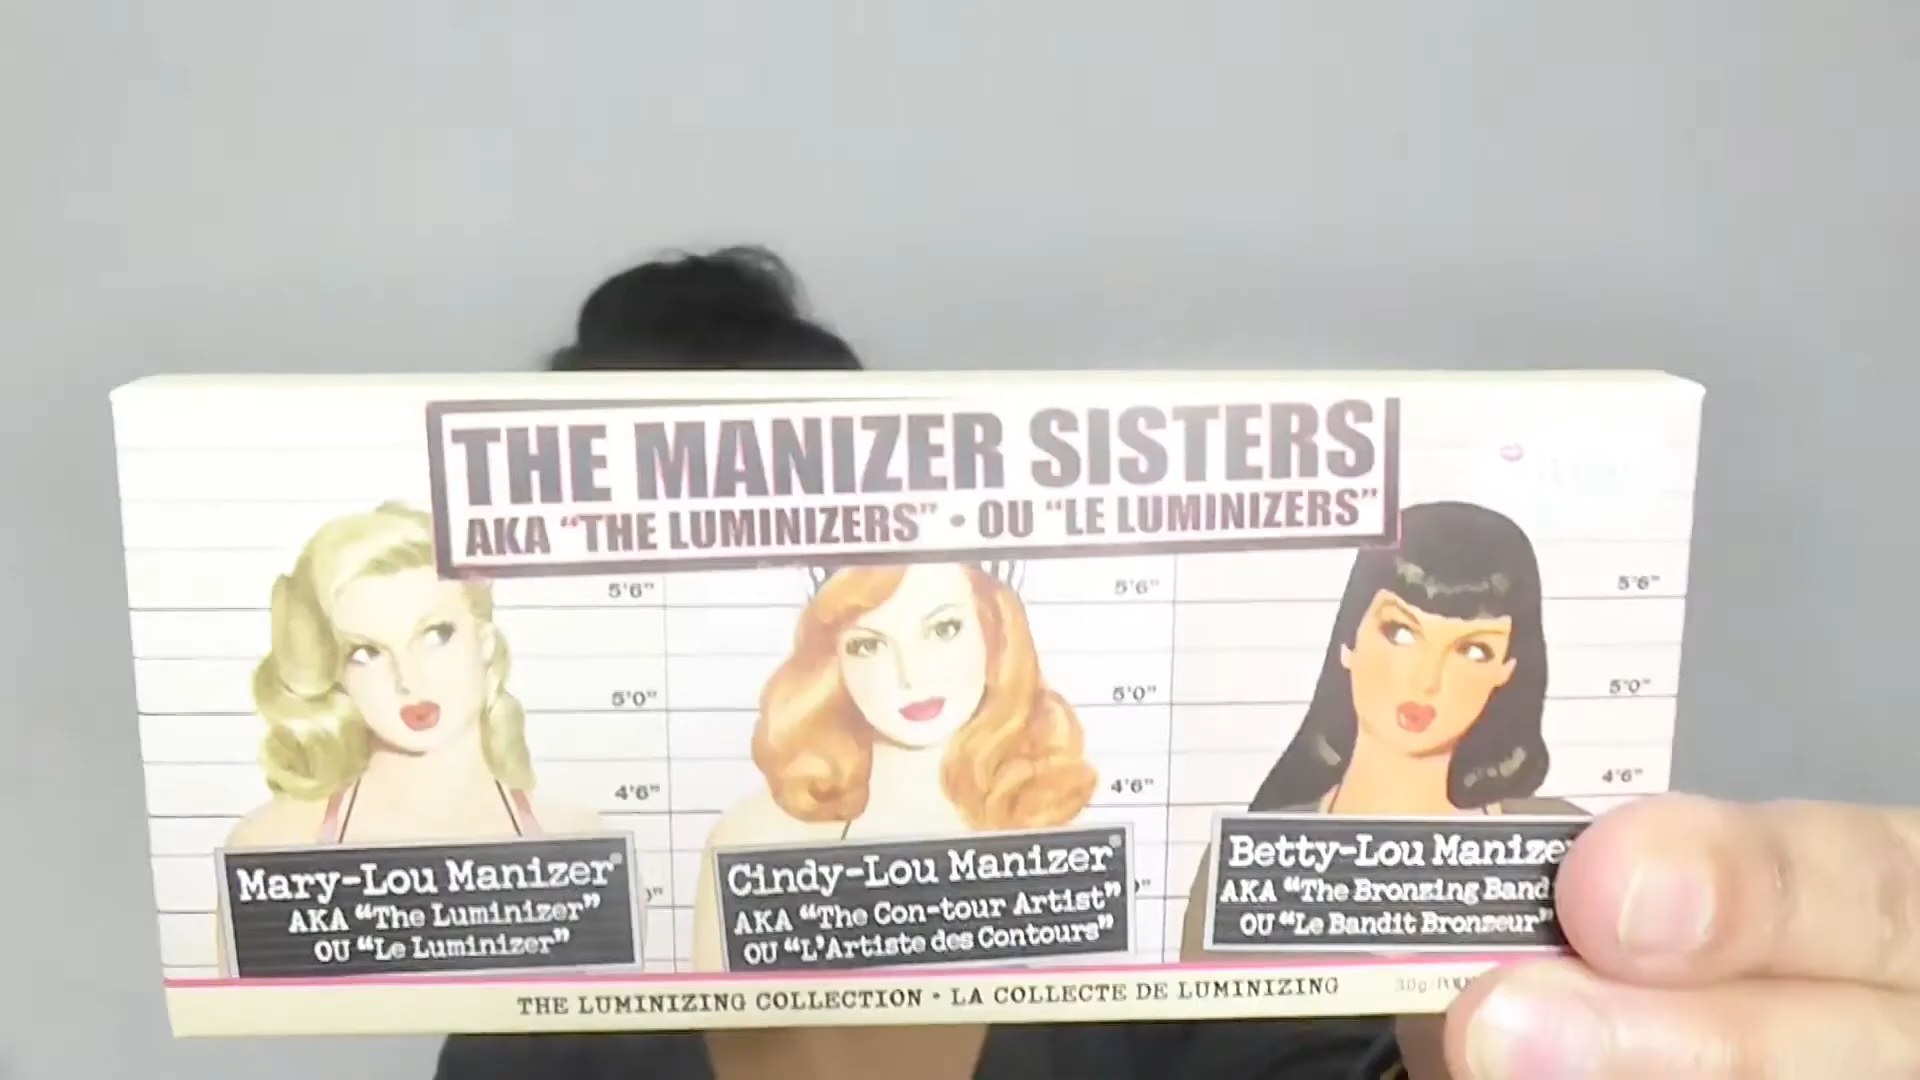 THE MANIZER SISTERS
AKA “THE LUMINIZERS” • OU “LE LUMINIZERS”
5'6”
5'6”
5'6”
5'0”
5'0”
5'0”
4'6”
4'6”
4'6”
Mary-Lou Manizer®
AKA “The Luminizer”
OU “Le Luminizer”
Cindy-Lou Manizer®
AKA “The Con-tour Artist”
OU “L'Artiste des Contours”
Betty-Lou Manize
AKA “The Bronzing Band
OU “Le Bandit Bronzeur”
THE LUMINIZING COLLECTION • LA COLLECTE DE LUMINIZING
30g